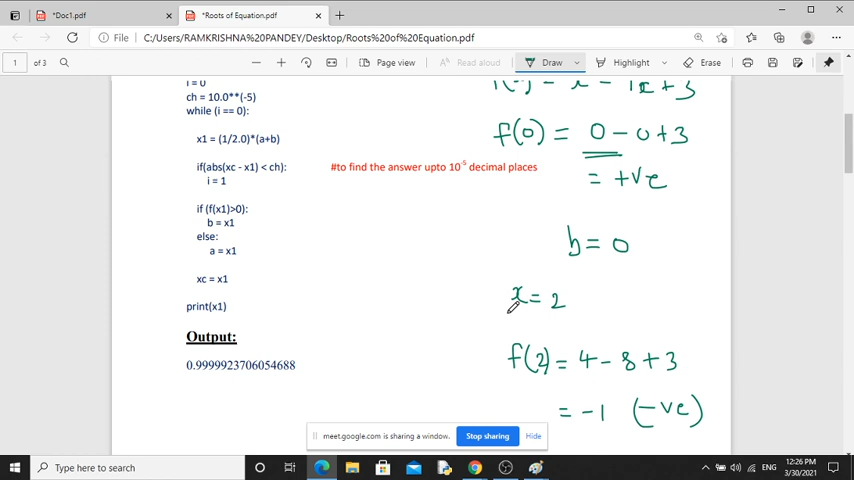 *Doc1.pdf
*Roots of Equation.pdf
File C:/Users/RAMKRISHNA%20PANDEY/Desktop/Roots%20of%20Equation.pdf
1 of 3
Page view
Read aloud
Draw
Highlight
Erase
i = 0
ch = 10.0**(-5)
while (i == 0):
x1 = (1/2.0)*(a+b)
if(abs(xc - x1) < ch): #to find the answer upto 10⁻⁵ decimal places
i = 1
if (f(x1)>0):
b = x1
else:
a = x1
xc = x1
print(x1)
Output:
0.9999923706054688
f(0) = 0 - 0 + 3
= +ve
b = 0
x = 2
f(2) = 4 - 8 + 3
= -1 (-ve)
meet.google.com is sharing a window.
Stop sharing
Hide
Type here to search
ENG
12:26 PM
3/30/2021